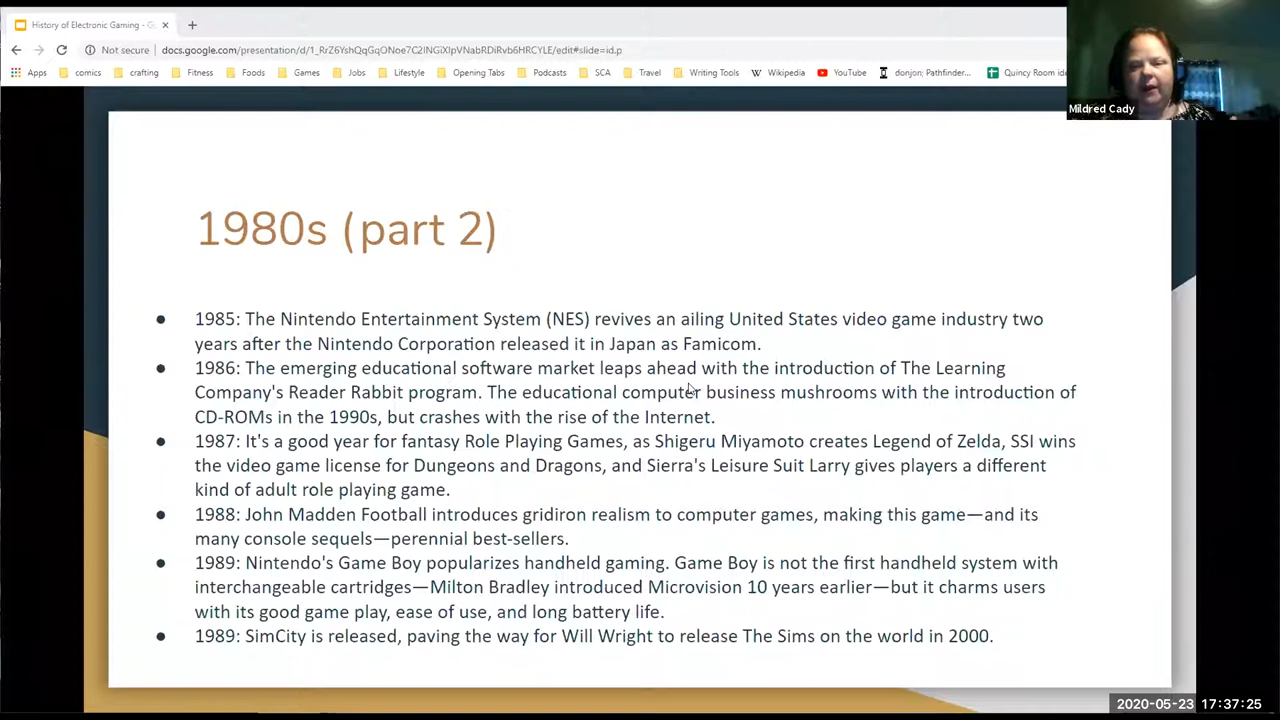 History of Electronic Gaming - G
Not secure
docs.google.com/presentation/d/1_RrZ6YshQqGqONoe7C2lNGiXlpVNabRDiRvb6HRCYLE/edit#slide=id.p
Apps comics crafting Fitness Foods Games Jobs Lifestyle Opening Tabs Podcasts SCA Travel Writing Tools Wikipedia YouTube donjon; Pathfinder... Quincy Room
Mildred Cady
1980s (part 2)
● 1985: The Nintendo Entertainment System (NES) revives an ailing United States video game industry two
years after the Nintendo Corporation released it in Japan as Famicom.
● 1986: The emerging educational software market leaps ahead with the introduction of The Learning
Company's Reader Rabbit program. The educational computer business mushrooms with the introduction of
CD-ROMs in the 1990s, but crashes with the rise of the Internet.
● 1987: It's a good year for fantasy Role Playing Games, as Shigeru Miyamoto creates Legend of Zelda, SSI wins
the video game license for Dungeons and Dragons, and Sierra's Leisure Suit Larry gives players a different
kind of adult role playing game.
● 1988: John Madden Football introduces gridiron realism to computer games, making this game—and its
many console sequels—perennial best-sellers.
● 1989: Nintendo's Game Boy popularizes handheld gaming. Game Boy is not the first handheld system with
interchangeable cartridges—Milton Bradley introduced Microvision 10 years earlier—but it charms users
with its good game play, ease of use, and long battery life.
● 1989: SimCity is released, paving the way for Will Wright to release The Sims on the world in 2000.
2020-05-23 17:37:25